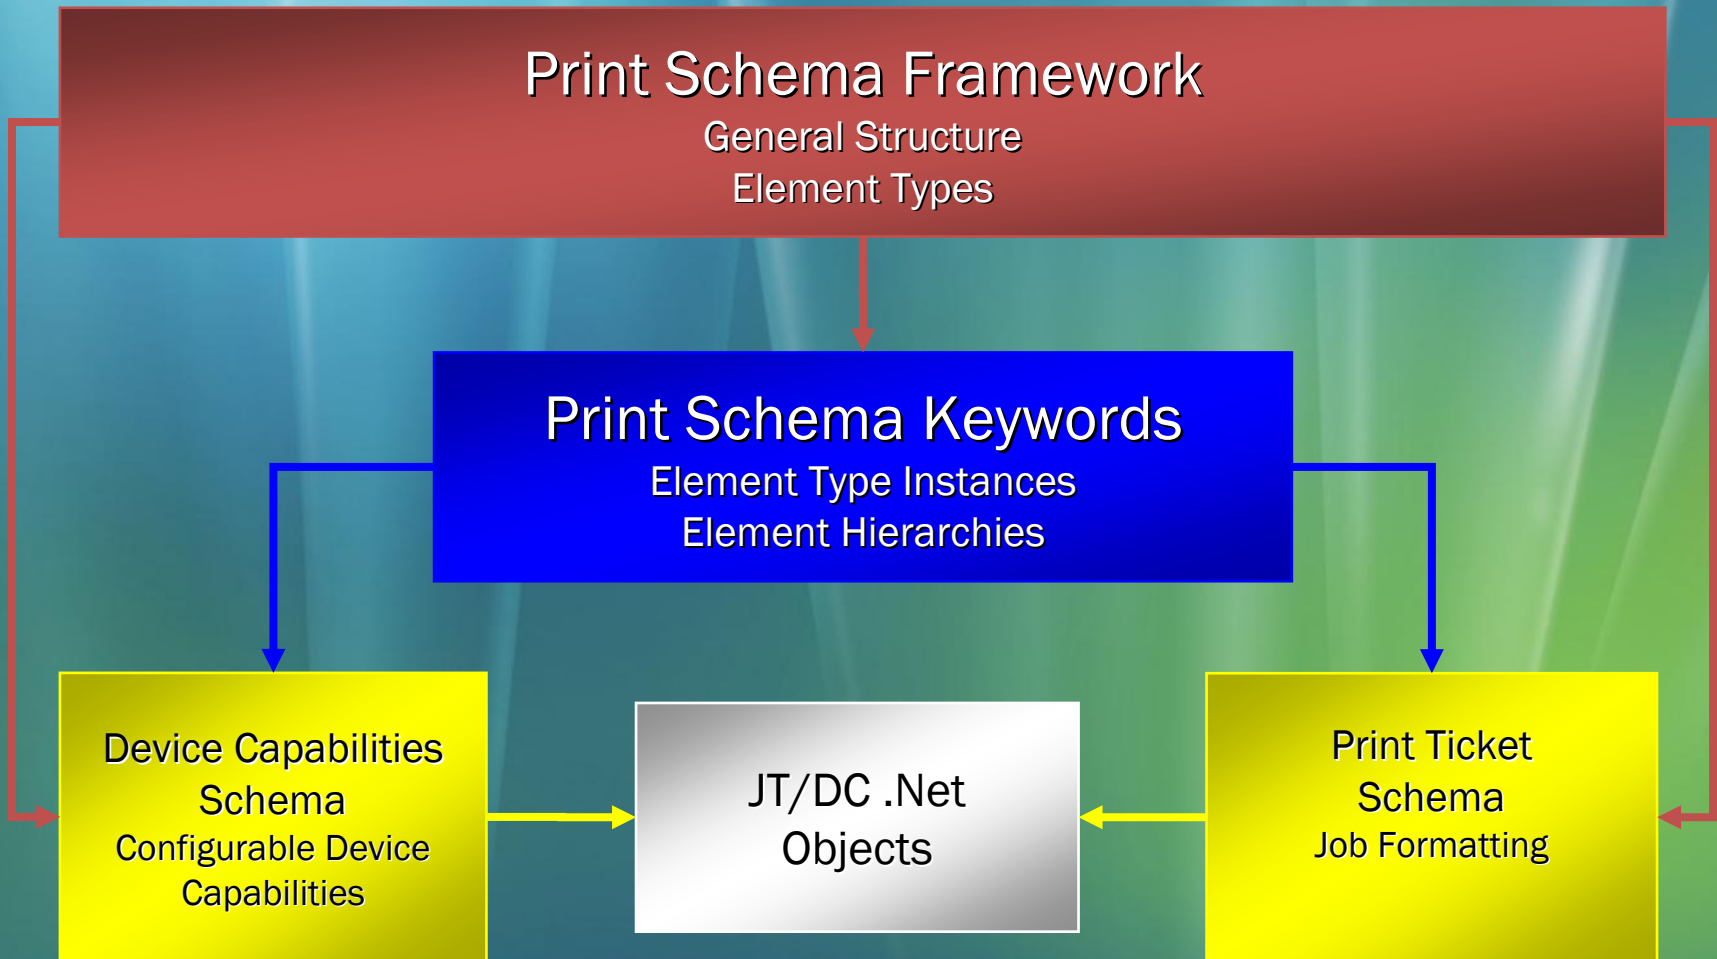 Print Schema Framework
General Structure
Element Types
Print Schema Keywords
Element Type Instances
Element Hierarchies
Device Capabilities
Schema
Configurable Device
Capabilities
JT/DC .Net
Objects
Print Ticket
Schema
Job Formatting